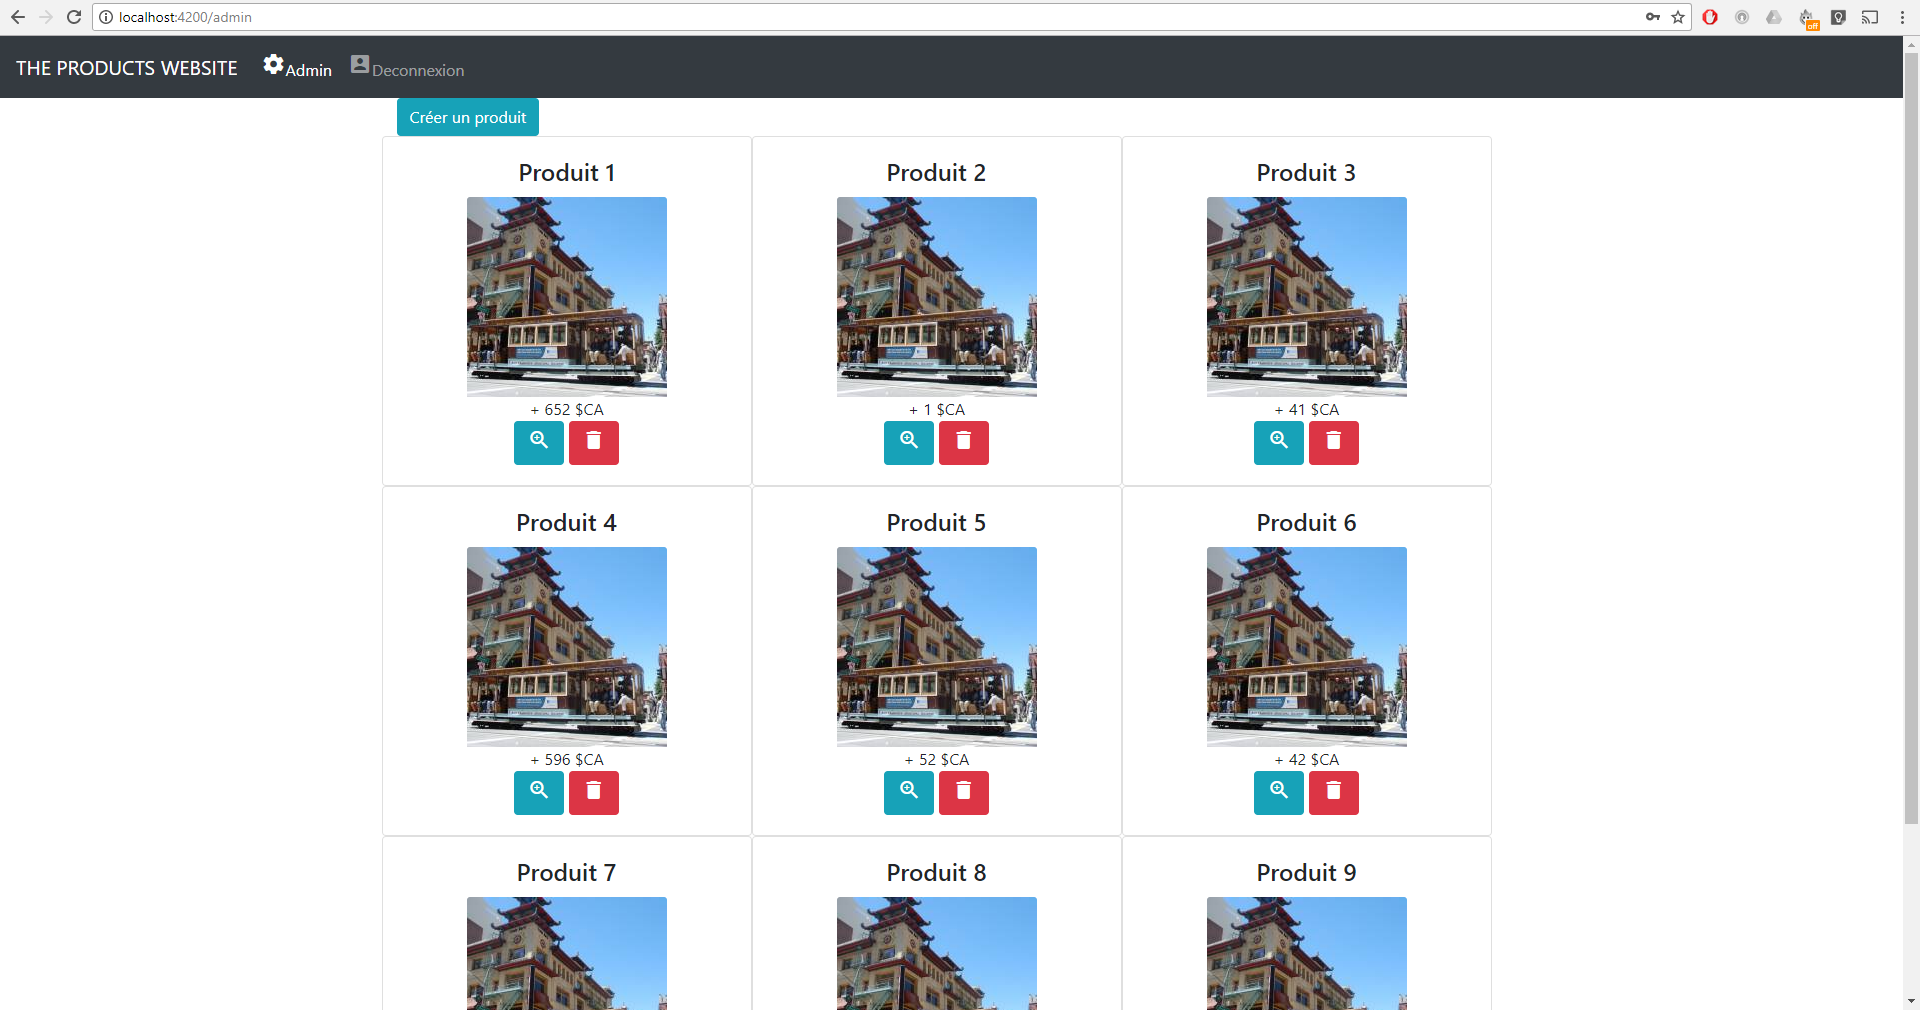 localhost:4200/admin
off
THE PRODUCTS WEBSITE
Admin
Deconnexion
Créer un produit
Produit 1
Produit 2
Produit 3
+ 652 $CA
+ 1 $CA
+ 41 $CA
Produit 4
Produit 5
Produit 6
+ 596 $CA
+ 52 $CA
+ 42 $CA
Produit 7
Produit 8
Produit 9